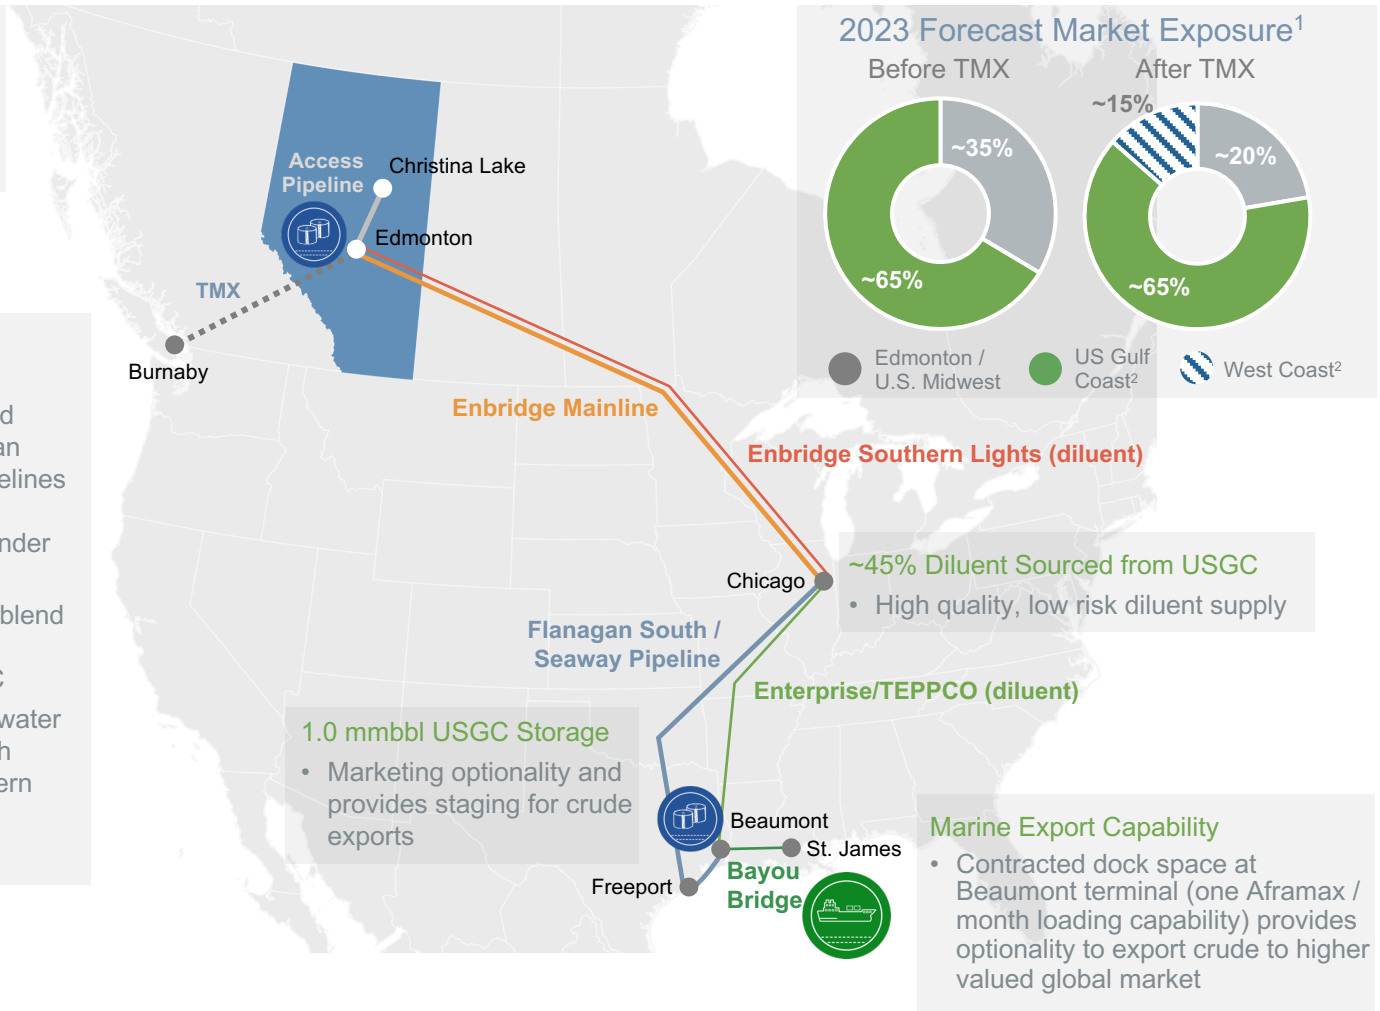 2023 Forecast Market Exposure¹
Before TMX
After TMX
~35%
~65%
~15%
~20%
~65%
Edmonton /
U.S. Midwest
US Gulf
Coast²
West Coast²
Access
Pipeline
Christina Lake
Edmonton
TMX
Burnaby
Enbridge Mainline
Enbridge Southern Lights (diluent)
Chicago
~45% Diluent Sourced from USGC
• High quality, low risk diluent supply
Flanagan South /
Seaway Pipeline
Enterprise/TEPPCO (diluent)
1.0 mmbbl USGC Storage
• Marketing optionality and
provides staging for crude
exports
Beaumont
St. James
Bayou
Bridge
Freeport
Marine Export Capability
• Contracted dock space at
Beaumont terminal (one Aframax /
month loading capability) provides
optionality to export crude to higher
valued global market
d
an
elines
nder
blend
water
h
ern